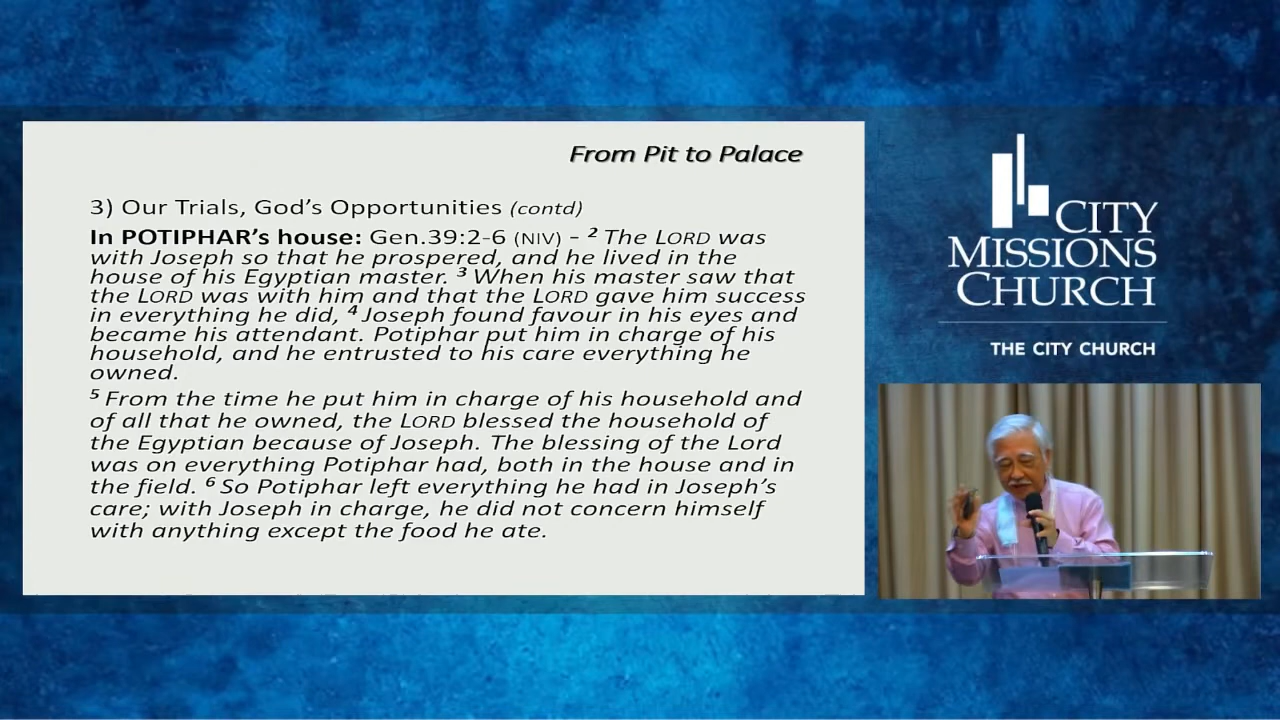 From Pit to Palace
3) Our Trials, God's Opportunities (contd)
In POTIPHAR's house: Gen.39:2-6 (NIV) - ² The LORD was
with Joseph so that he prospered, and he lived in the
house of his Egyptian master. ³ When his master saw that
the LORD was with him and that the LORD gave him success
in everything he did, ⁴ Joseph found favour in his eyes and
became his attendant. Potiphar put him in charge of his
household, and he entrusted to his care everything he
owned.
⁵ From the time he put him in charge of his household and
of all that he owned, the LORD blessed the household of
the Egyptian because of Joseph. The blessing of the Lord
was on everything Potiphar had, both in the house and in
the field. ⁶ So Potiphar left everything he had in Joseph's
care; with Joseph in charge, he did not concern himself
with anything except the food he ate.
CITY
MISSIONS
CHURCH
THE CITY CHURCH